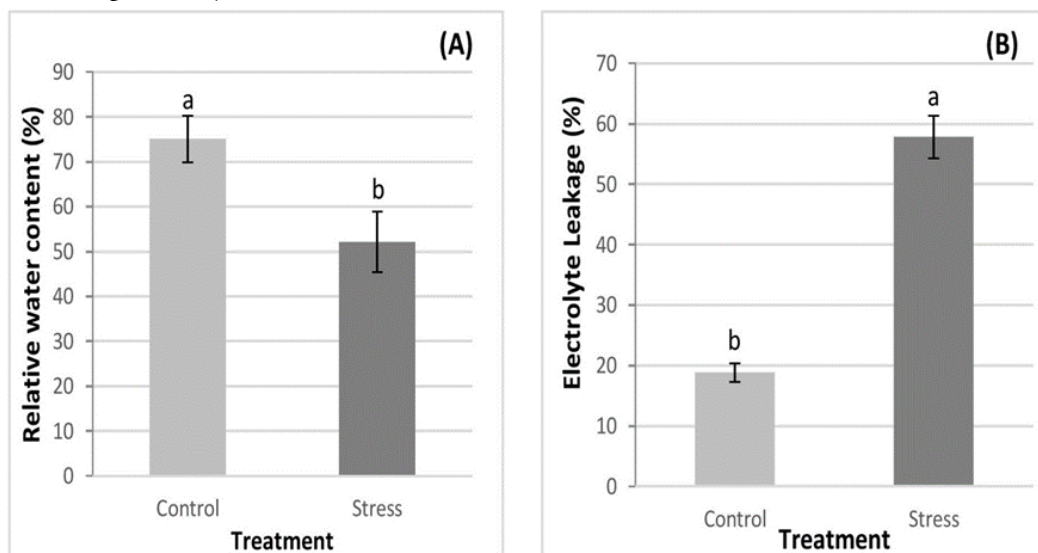 (A)
Relative water content (%)
90
80
70
60
50
40
30
20
10
0
a
b
Control Stress
Treatment
(B)
Electrolyte Leakage (%)
70
60
50
40
30
20
10
0
b
a
Control Stress
Treatment